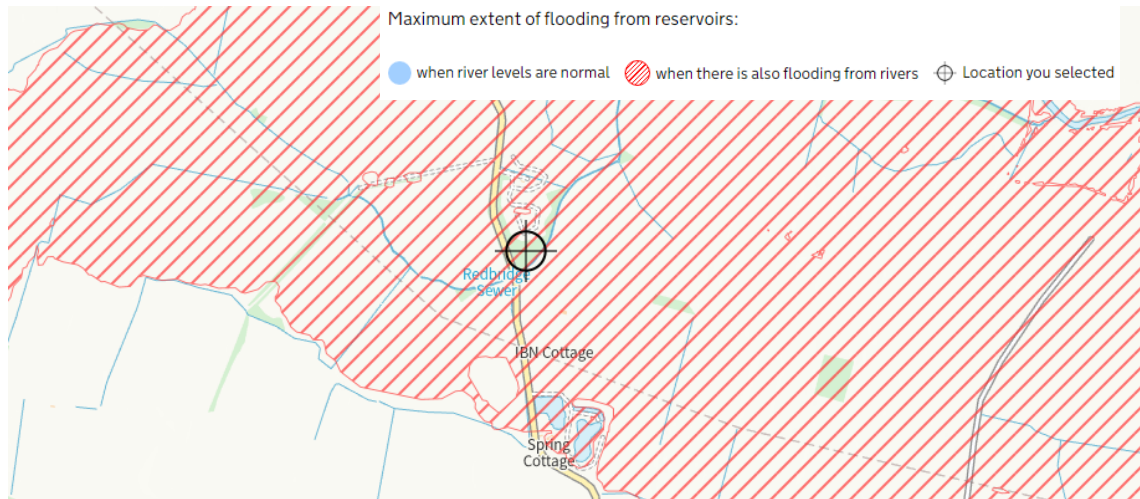 Maximum extent of flooding from reservoirs:
when river levels are normal
when there is also flooding from rivers
Location you selected
Redbridge
Sewer
IBN Cottage
Spring
Cottage